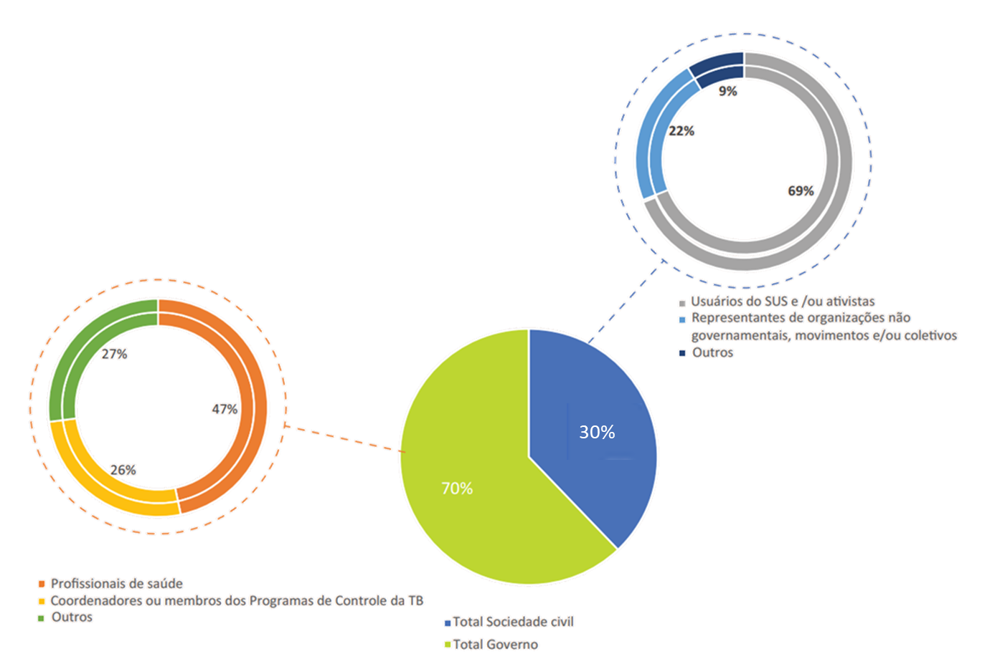 9%
22%
69%
Usuários do SUS e /ou ativistas
Representantes de organizações não
governamentais, movimentos e/ou coletivos
Outros
27%
47%
26%
30%
70%
Profissionais de saúde
Coordenadores ou membros dos Programas de Controle da TB
Outros
Total Sociedade civil
Total Governo